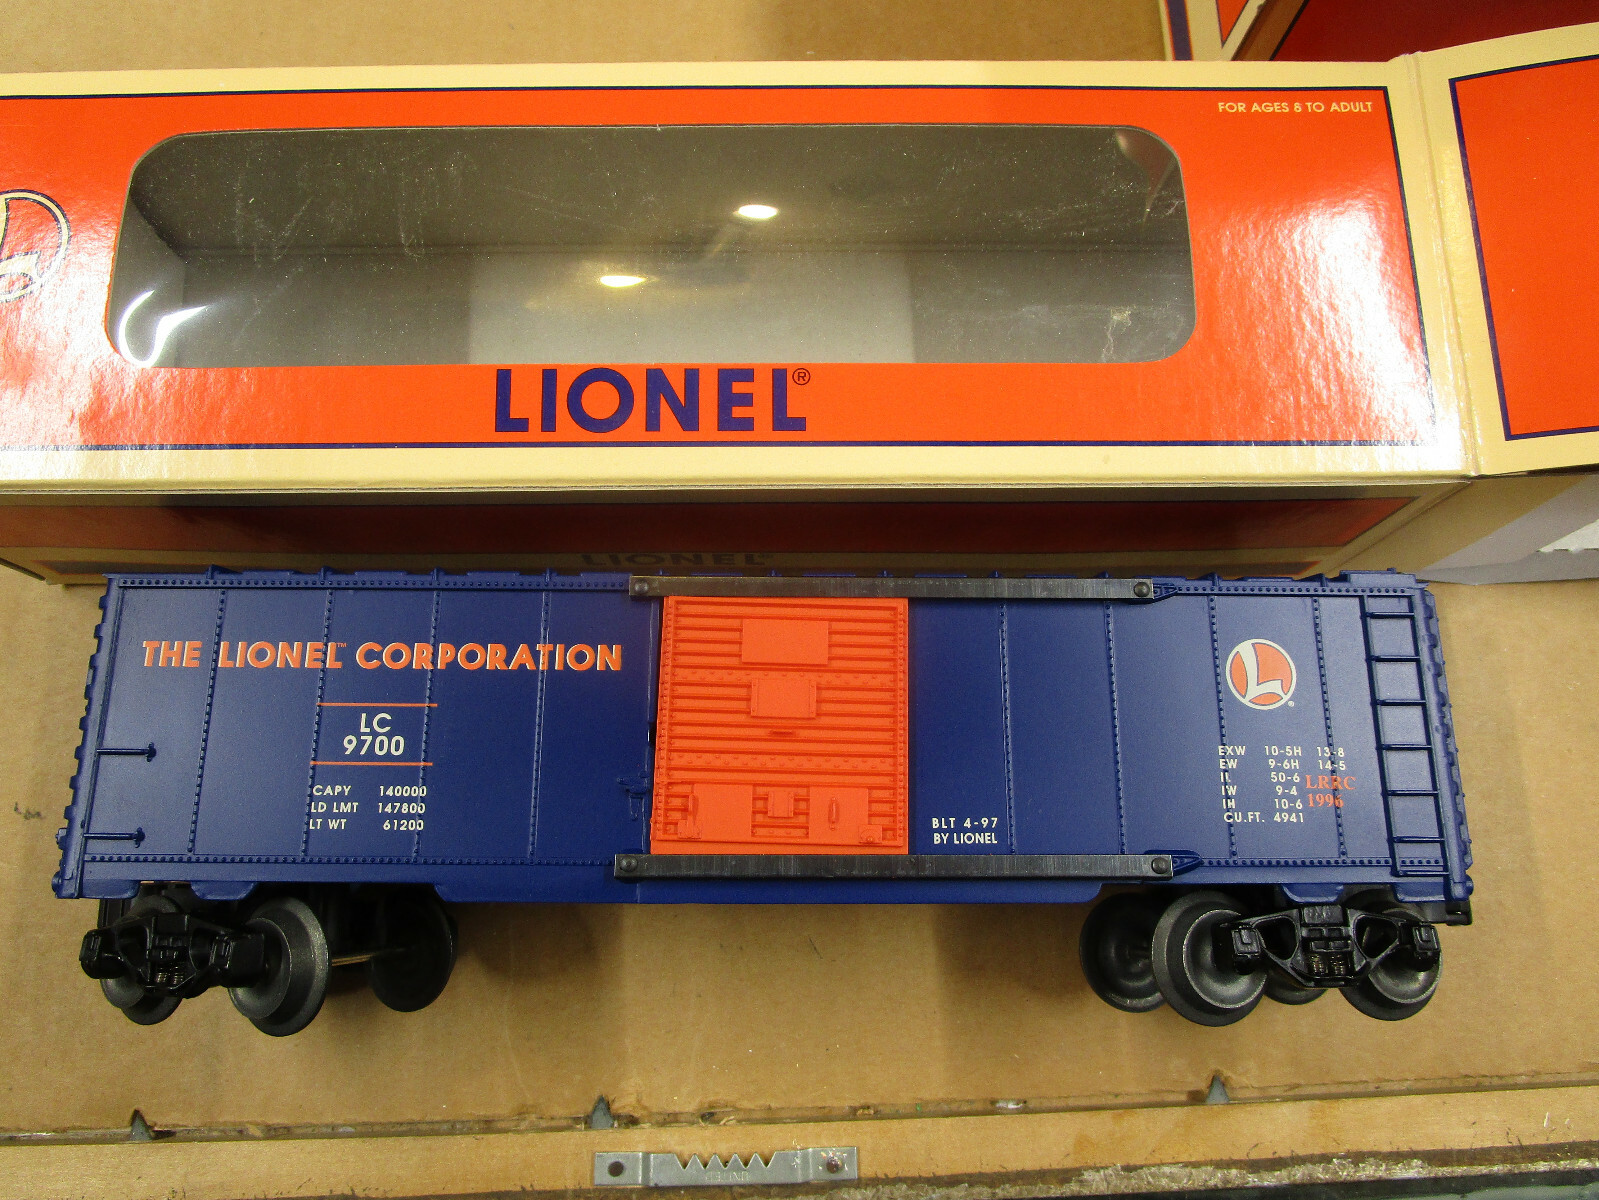 FOR AGES 8 TO ADULT
LIONEL®
LIONEL®
THE LIONEL™ CORPORATION
LC
9700
CAPY 140000
LD LMT 147800
LT WT 61200
BLT 4-97
BY LIONEL
L
®
EXW 10-5H 13-8
EW 9-6H 14-5
IL 50-6
IW 9-4
IH 10-6
CU.FT. 4941
LRRC
1996